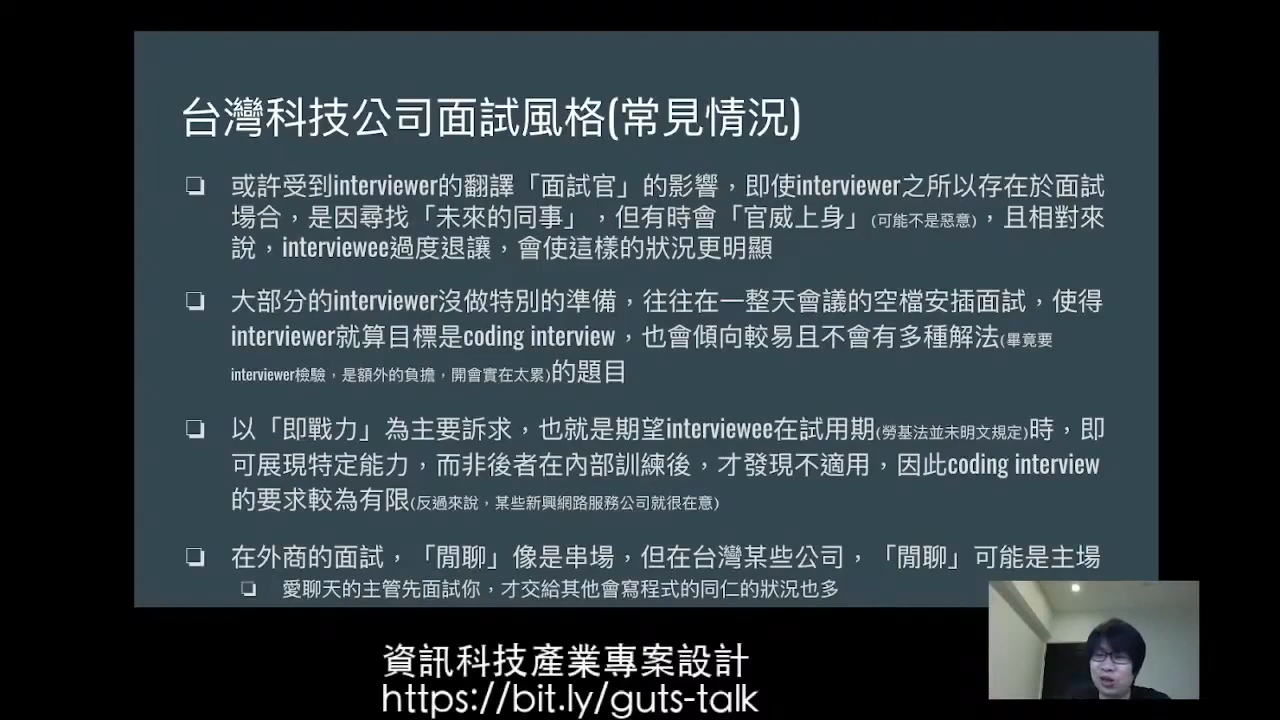 台灣科技公司面試風格(常見情況)
❏ 或許受到interviewer的翻譯「面試官」的影響，即使interviewer之所以存在於面試
場合，是因尋找「未來的同事」，但有時會「官威上身」(可能不是惡意)，且相對來
說，interviewee過度退讓，會使這樣的狀況更明顯
❏ 大部分的interviewer沒做特別的準備，往往在一整天會議的空檔安插面試，使得
interviewer就算目標是coding interview，也會傾向較易且不會有多種解法(畢竟要
interviewer檢驗，是額外的負擔，開會實在太累)的題目
❏ 以「即戰力」為主要訴求，也就是期望interviewee在試用期(勞基法並未明文規定)時，即
可展現特定能力，而非後者在內部訓練後，才發現不適用，因此coding interview
的要求較為有限(反過來說，某些新興網路服務公司就很在意)
❏ 在外商的面試，「閒聊」像是串場，但在台灣某些公司，「閒聊」可能是主場
❏ 愛聊天的主管先面試你，才交給其他會寫程式的同仁的狀況也多
資訊科技產業專案設計
https://bit.ly/guts-talk